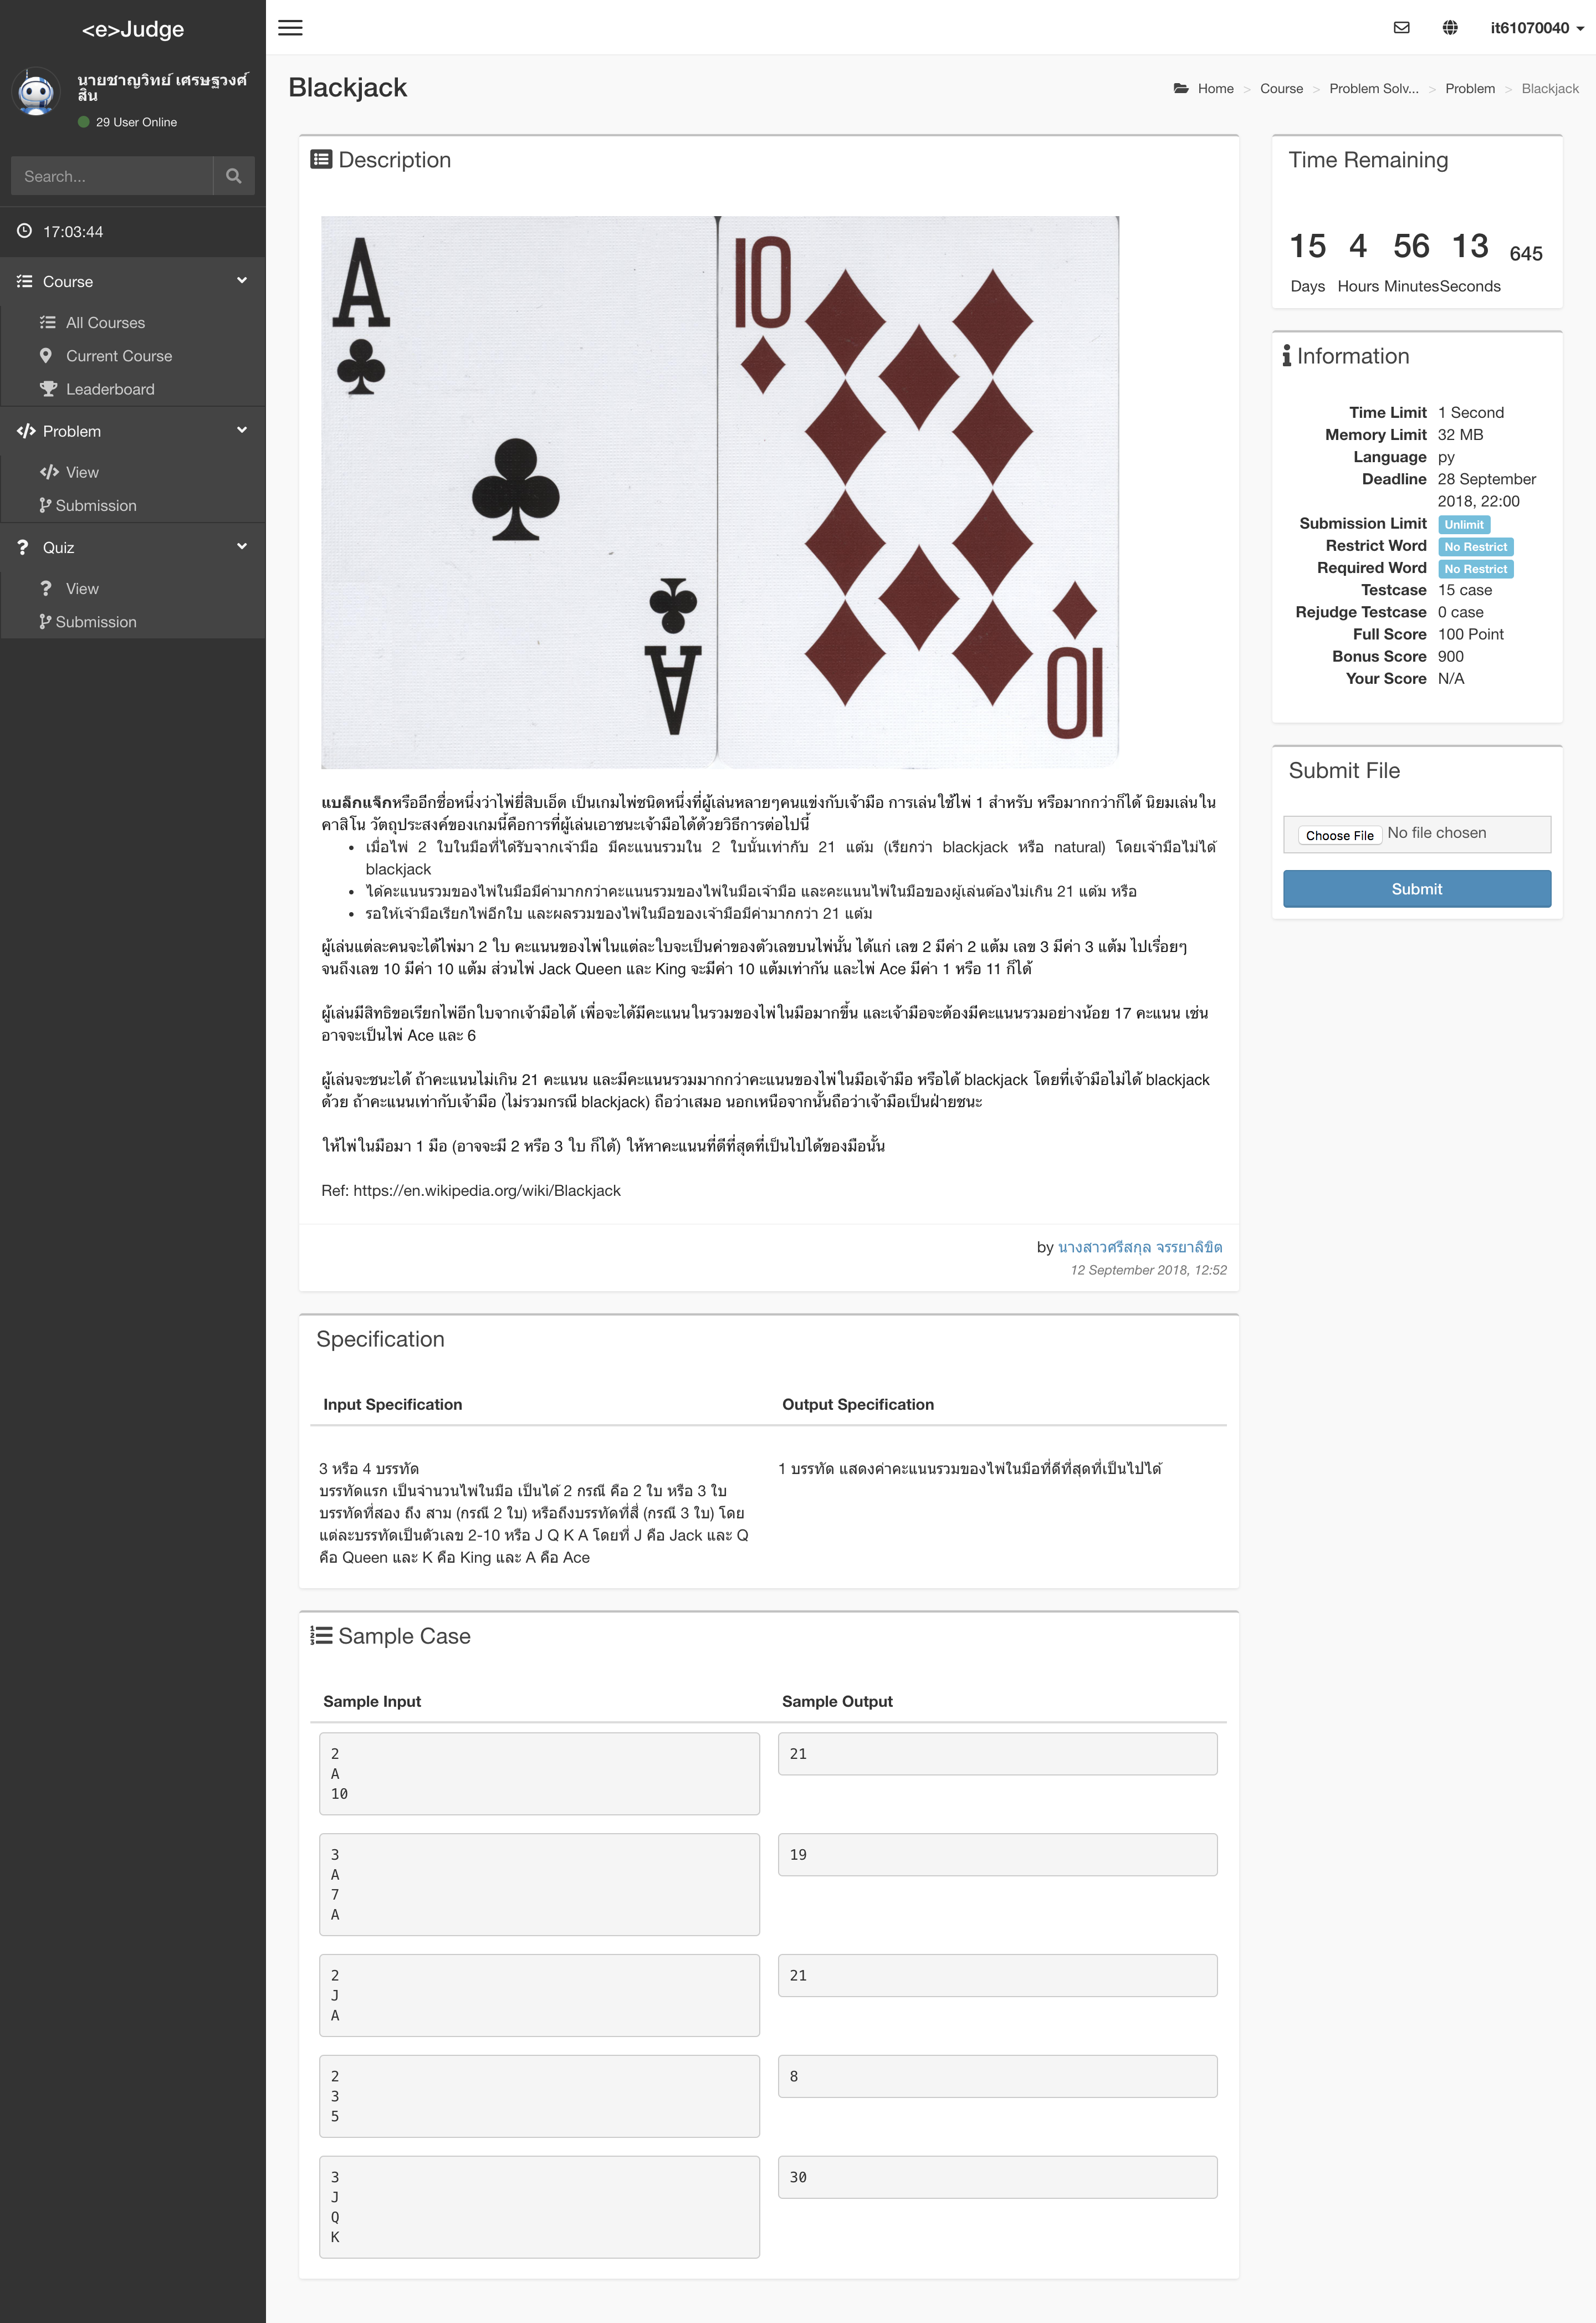 <e>Judge
นายชาญวิทย์ เศรษฐวงศ์
สิน
29 User Online
Search...
17:03:44
Course
All Courses
Current Course
Leaderboard
Problem
View
Submission
Quiz
View
Submission
it61070040
Blackjack
Home > Course > Problem Solv... > Problem > Blackjack
Description
A
10
A
10
แบล็กแจ็กหรืออีกชื่อหนึ่งว่าไพ่ยี่สิบเอ็ด เป็นเกมไพ่ชนิดหนึ่งที่ผู้เล่นหลายๆคนแข่งกับเจ้ามือ การเล่นใช้ไพ่ 1 สำหรับ หรือมากกว่าก็ได้ นิยมเล่นใน
คาสิโน วัตถุประสงค์ของเกมนี้คือการที่ผู้เล่นเอาชนะเจ้ามือได้ด้วยวิธีการต่อไปนี้
• เมื่อไพ่ 2 ใบในมือที่ได้รับจากเจ้ามือ มีคะแนนรวมใน 2 ใบนั้นเท่ากับ 21 แต้ม (เรียกว่า blackjack หรือ natural) โดยเจ้ามือไม่ได้
blackjack
• ได้คะแนนรวมของไพ่ในมือมีค่ามากกว่าคะแนนรวมของไพ่ในมือเจ้ามือ และคะแนนไพ่ในมือของผู้เล่นต้องไม่เกิน 21 แต้ม หรือ
• รอให้เจ้ามือเรียกไพ่อีกใบ และผลรวมของไพ่ในมือของเจ้ามือมีค่ามากกว่า 21 แต้ม
ผู้เล่นแต่ละคนจะได้ไพ่มา 2 ใบ คะแนนของไพ่ในแต่ละใบจะเป็นค่าของตัวเลขบนไพ่นั้น ได้แก่ เลข 2 มีค่า 2 แต้ม เลข 3 มีค่า 3 แต้ม ไปเรื่อยๆ
จนถึงเลข 10 มีค่า 10 แต้ม ส่วนไพ่ Jack Queen และ King จะมีค่า 10 แต้มเท่ากัน และไพ่ Ace มีค่า 1 หรือ 11 ก็ได้
ผู้เล่นมีสิทธิขอเรียกไพ่อีกใบจากเจ้ามือได้ เพื่อจะได้มีคะแนนในรวมของไพ่ในมือมากขึ้น และเจ้ามือจะต้องมีคะแนนรวมอย่างน้อย 17 คะแนน เช่น
อาจจะเป็นไพ่ Ace และ 6
ผู้เล่นจะชนะได้ ถ้าคะแนนไม่เกิน 21 คะแนน และมีคะแนนรวมมากกว่าคะแนนของไพ่ในมือเจ้ามือ หรือได้ blackjack โดยที่เจ้ามือไม่ได้ blackjack
ด้วย ถ้าคะแนนเท่ากับเจ้ามือ (ไม่รวมกรณี blackjack) ถือว่าเสมอ นอกเหนือจากนั้นถือว่าเจ้ามือเป็นฝ่ายชนะ
ให้ไพ่ในมือมา 1 มือ (อาจจะมี 2 หรือ 3 ใบ ก็ได้) ให้หาคะแนนที่ดีที่สุดที่เป็นไปได้ของมือนั้น
Ref: https://en.wikipedia.org/wiki/Blackjack
by นางสาวศรีสกุล จรรยาลิขิต
12 September 2018, 12:52
Time Remaining
15 4 56 13 645
Days Hours Minutes Seconds
Information
Time Limit 1 Second
Memory Limit 32 MB
Language py
Deadline 28 September
2018, 22:00
Submission Limit Unlimit
Restrict Word No Restrict
Required Word No Restrict
Testcase 15 case
Rejudge Testcase 0 case
Full Score 100 Point
Bonus Score 900
Your Score N/A
Submit File
Choose File No file chosen
Submit
Specification
Input Specification
Output Specification
3 หรือ 4 บรรทัด
บรรทัดแรก เป็นจำนวนไพ่ในมือ เป็นได้ 2 กรณี คือ 2 ใบ หรือ 3 ใบ
บรรทัดที่สอง ถึง สาม (กรณี 2 ใบ) หรือถึงบรรทัดที่สี่ (กรณี 3 ใบ) โดย
แต่ละบรรทัดเป็นตัวเลข 2-10 หรือ J Q K A โดยที่ J คือ Jack และ Q
คือ Queen และ K คือ King และ A คือ Ace
1 บรรทัด แสดงค่าคะแนนรวมของไพ่ในมือที่ดีที่สุดที่เป็นไปได้
Sample Case
Sample Input
Sample Output
2
A
10
21
3
A
7
A
19
2
J
A
21
2
3
5
8
3
J
Q
K
30